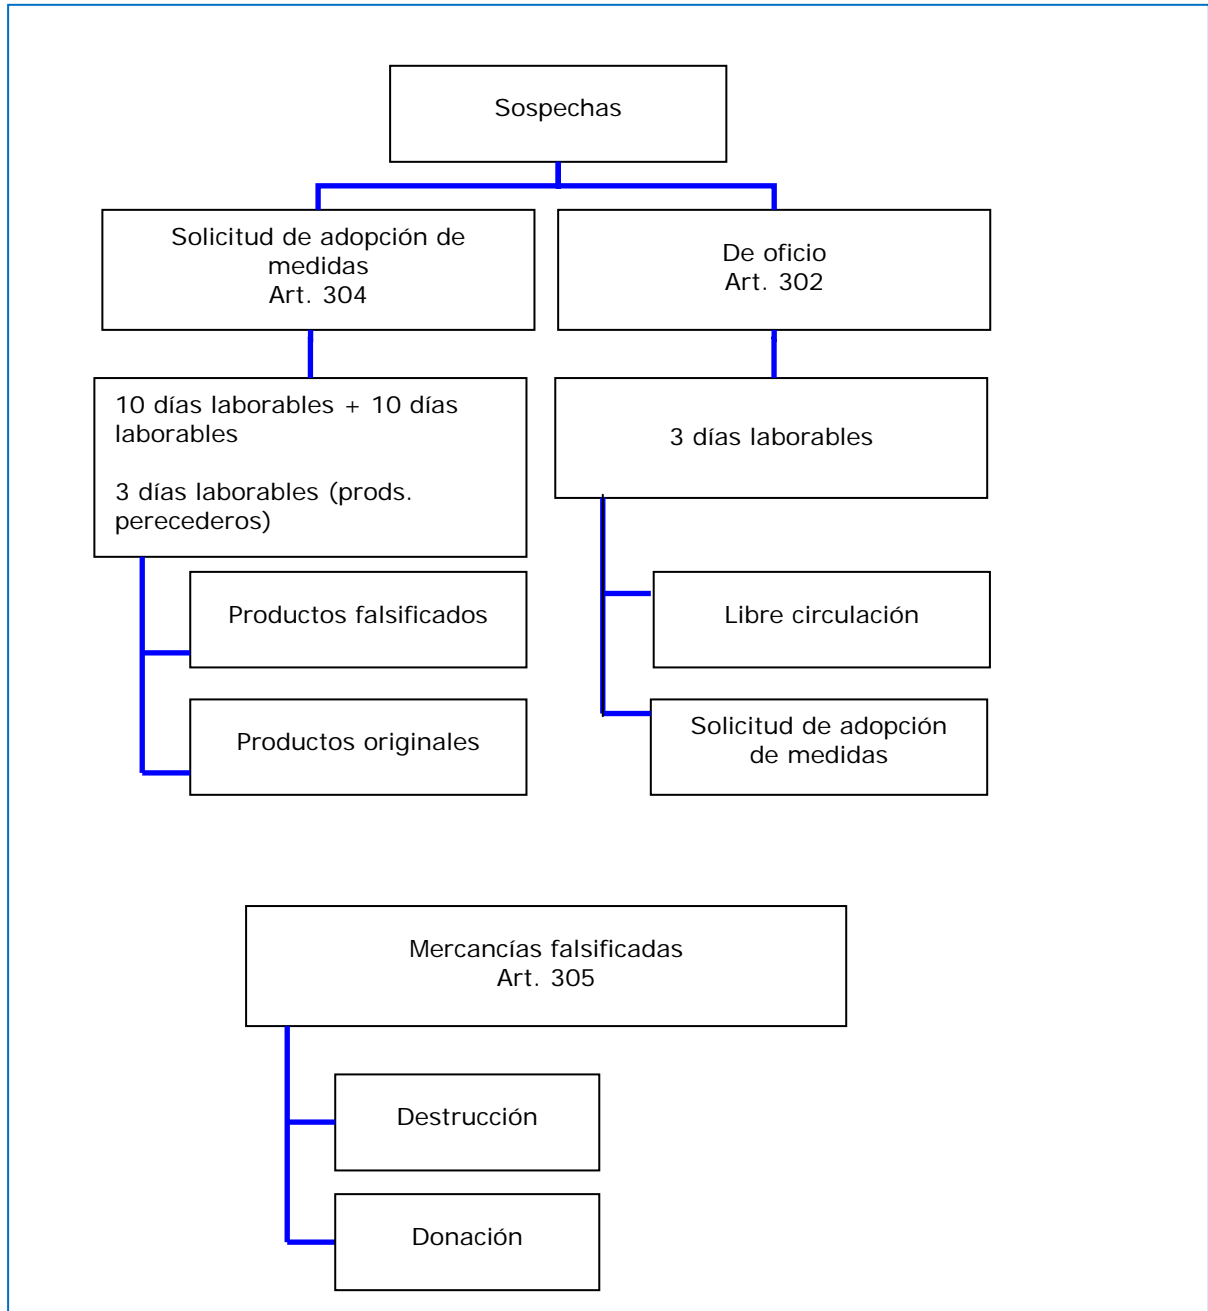 Sospechas
Solicitud de adopción de
medidas
Art. 304
De oficio
Art. 302
10 días laborables + 10 días
laborables
3 días laborables (prods.
perecederos)
3 días laborables
Productos falsificados
Libre circulación
Productos originales
Solicitud de adopción
de medidas
Mercancías falsificadas
Art. 305
Destrucción
Donación